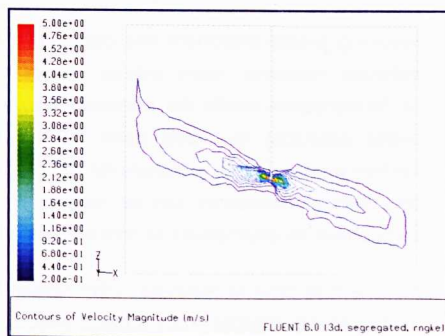 5.00e+00
4.76e+00
4.52e+00
4.28e+00
4.04e+00
3.80e+00
3.56e+00
3.32e+00
3.08e+00
2.84e+00
2.60e+00
2.36e+00
2.12e+00
1.88e+00
1.64e+00
1.40e+00
1.16e+00
9.20e-01
6.80e-01
4.40e-01
2.00e-01
Z
X
Contours of Velocity Magnitude (m/s)
FLUENT 6.0 (3d, segregated, rngke)